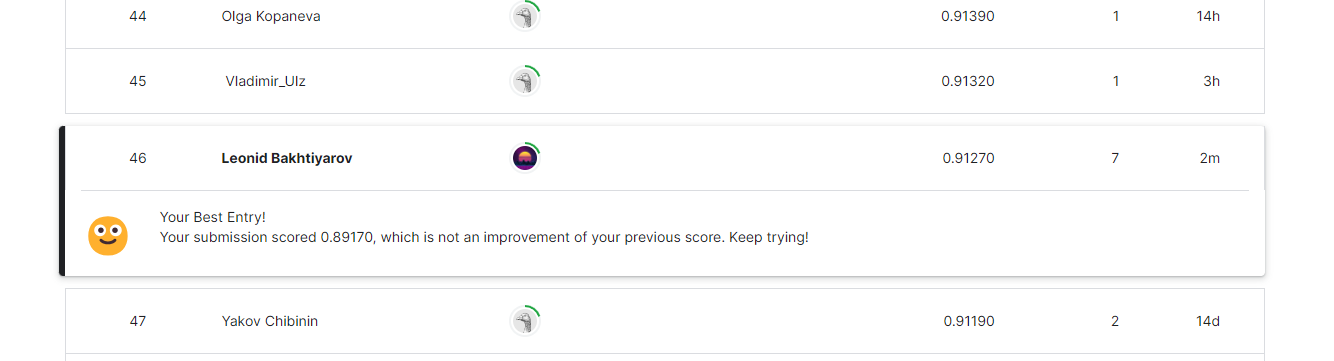 44 Olga Kopaneva 0.91390 1 14h
45 Vladimir_Ulz 0.91320 1 3h
46 Leonid Bakhtiyarov 0.91270 7 2m
Your Best Entry!
Your submission scored 0.89170, which is not an improvement of your previous score. Keep trying!
47 Yakov Chibinin 0.91190 2 14d